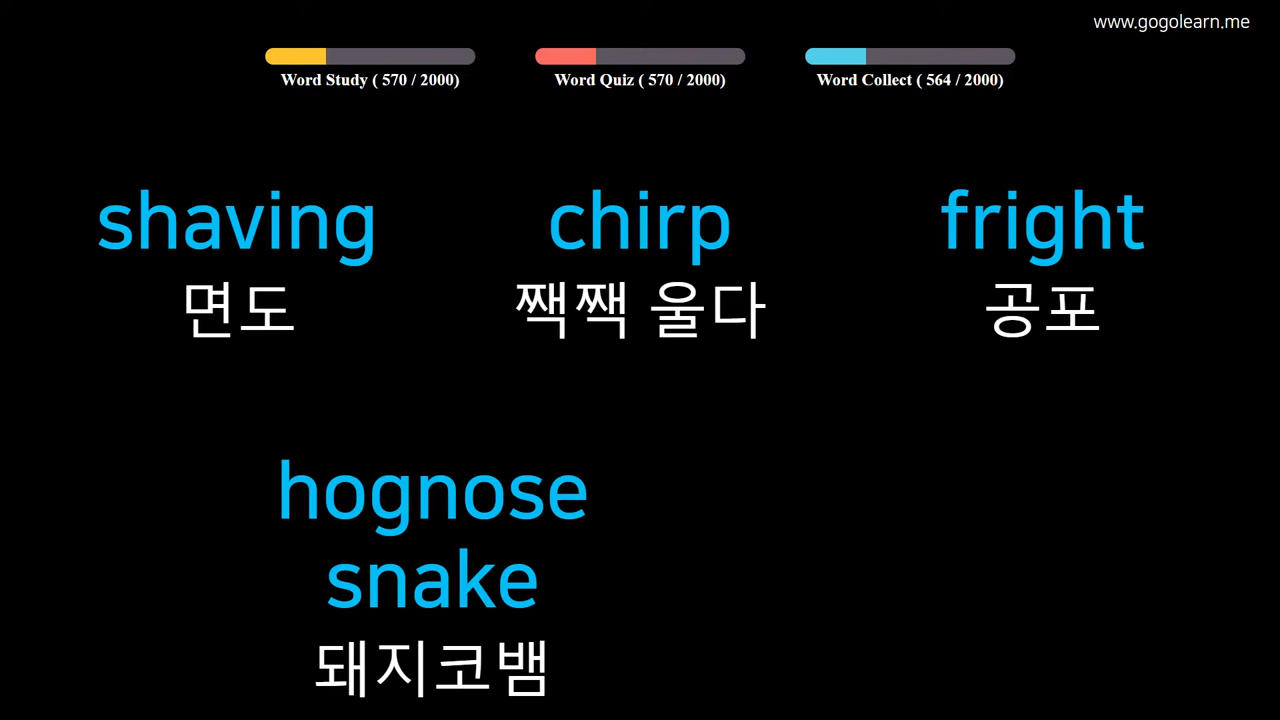 www.gogolearn.me
Word Study ( 570 / 2000)
Word Quiz ( 570 / 2000)
Word Collect ( 564 / 2000)
shaving
면도
chirp
짹짹 울다
fright
공포
hognose
snake
돼지코뱀